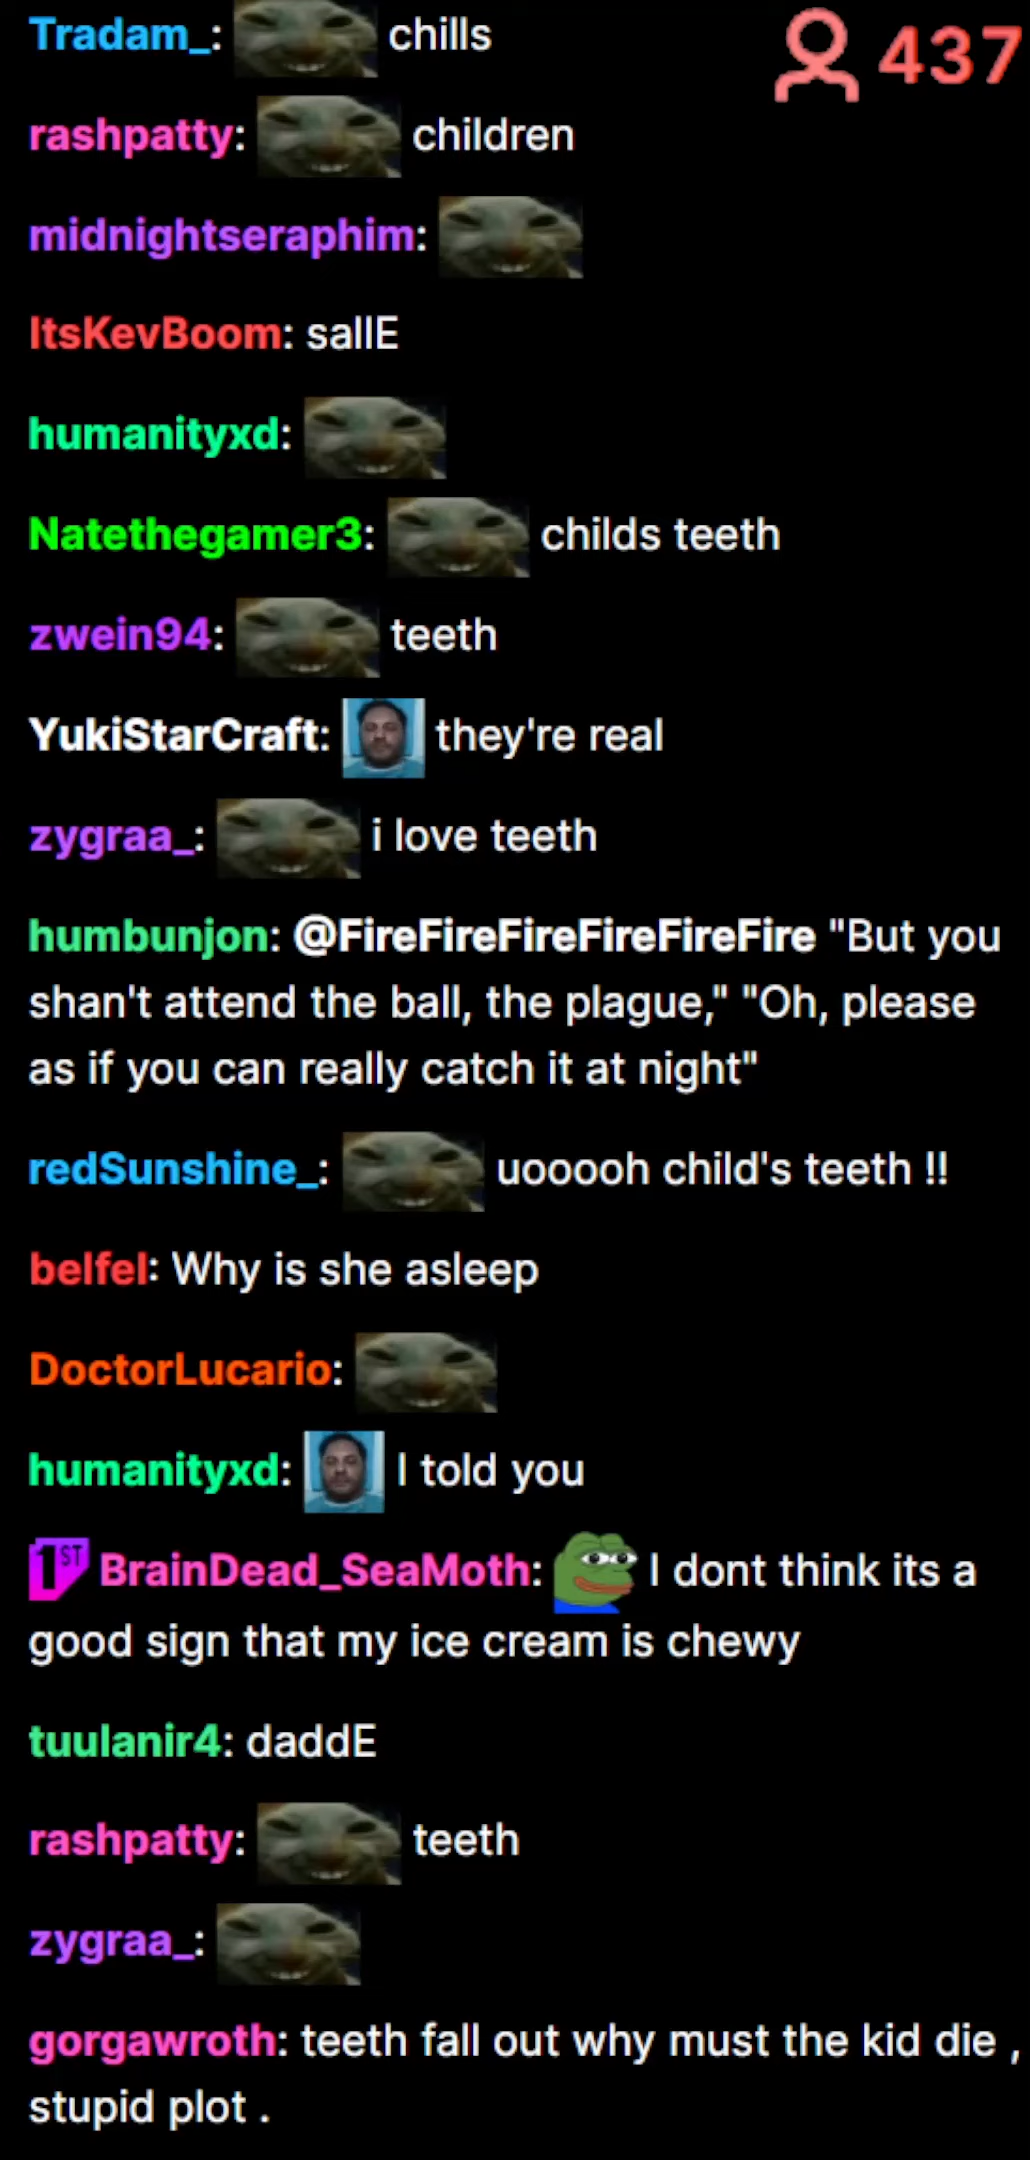 Tradam_: chills
437
rashpatty: children
midnightseraphim:
ItsKevBoom: sallE
humanityxd:
Natethegamer3: childs teeth
zwein94: teeth
YukiStarCraft: they're real
zygraa_: i love teeth
humbunjon: @FireFireFireFireFireFire "But you
shan't attend the ball, the plague," "Oh, please
as if you can really catch it at night"
redSunshine_: uooooh child's teeth !!
belfel: Why is she asleep
DoctorLucario:
humanityxd: I told you
1ST BrainDead_SeaMoth: I dont think its a
good sign that my ice cream is chewy
tuulanir4: daddE
rashpatty: teeth
zygraa_:
gorgawroth: teeth fall out why must the kid die ,
stupid plot .